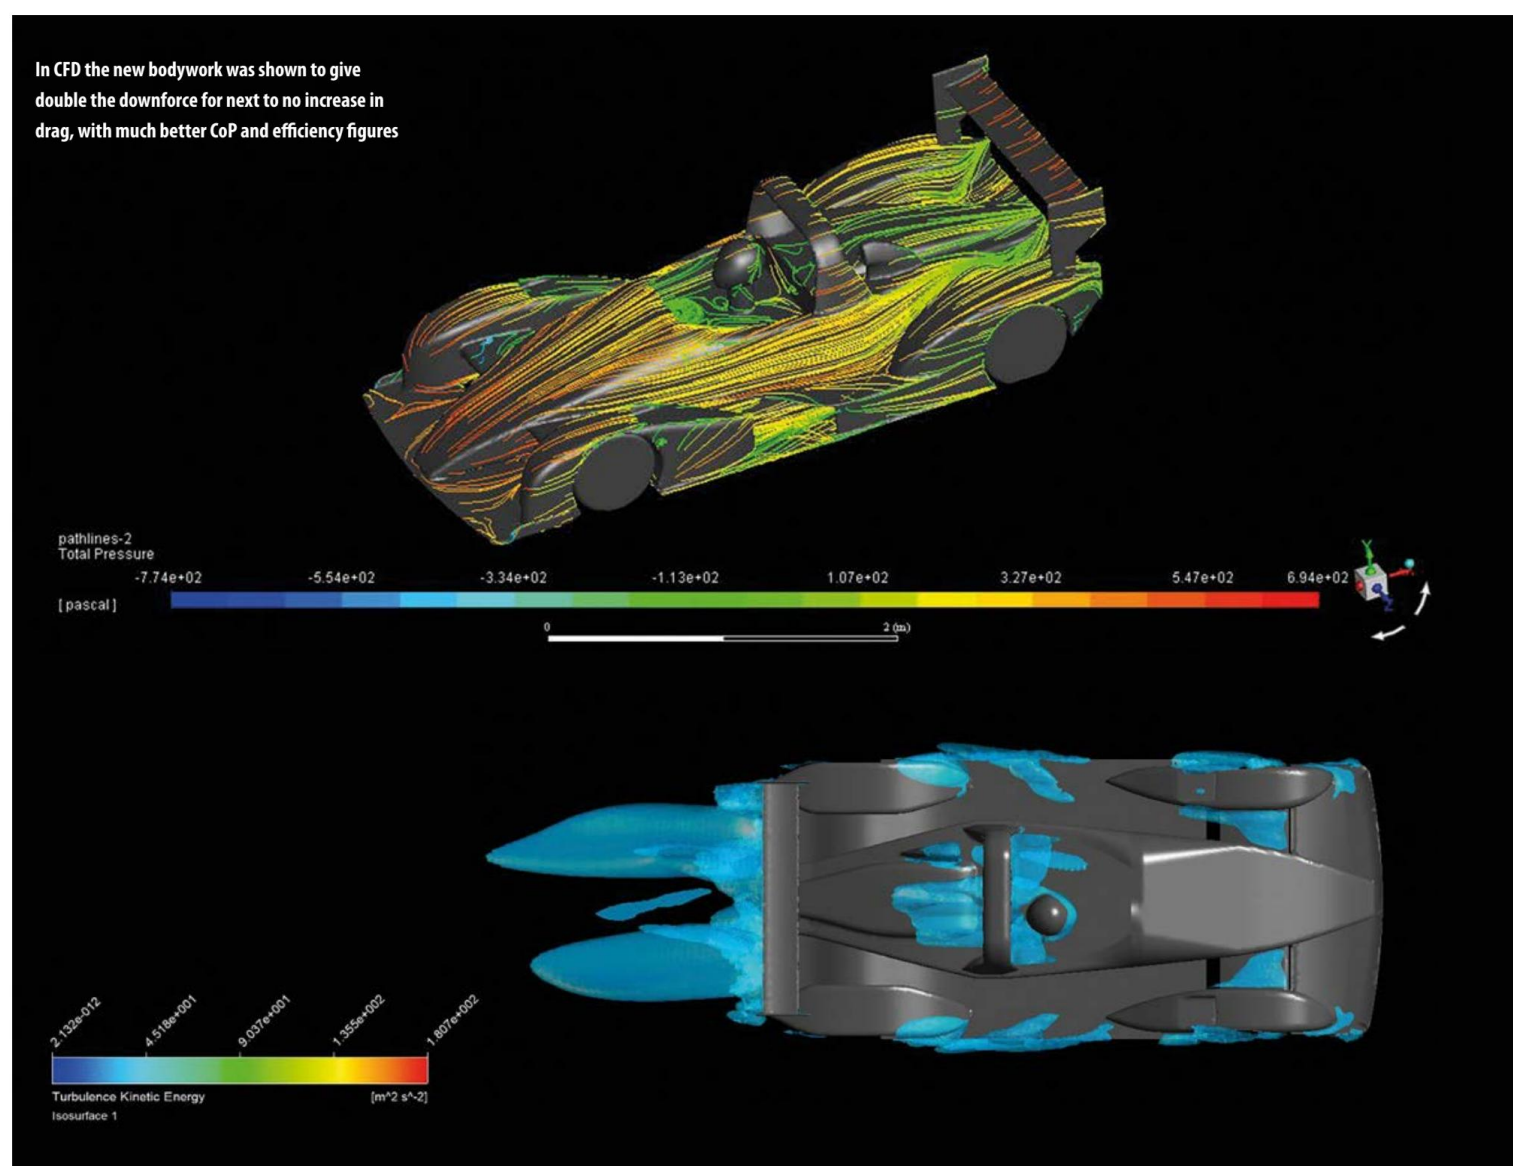 In CFD the new bodywork was shown to give
double the downforce for next to no increase in
drag, with much better CoP and efficiency figures
pathlines-2
Total Pressure
-7.74e+02 -5.54e+02 -3.34e+02 -1.13e+02 1.07e+02 3.27e+02 5.47e+02 6.94e+02
[ pascal ]
0 2 (m)
Y
Z
2.132e-012 4.518e+001 9.037e+001 1.355e+002 1.807e+002
Turbulence Kinetic Energy [m^2 s^-2]
Isosurface 1